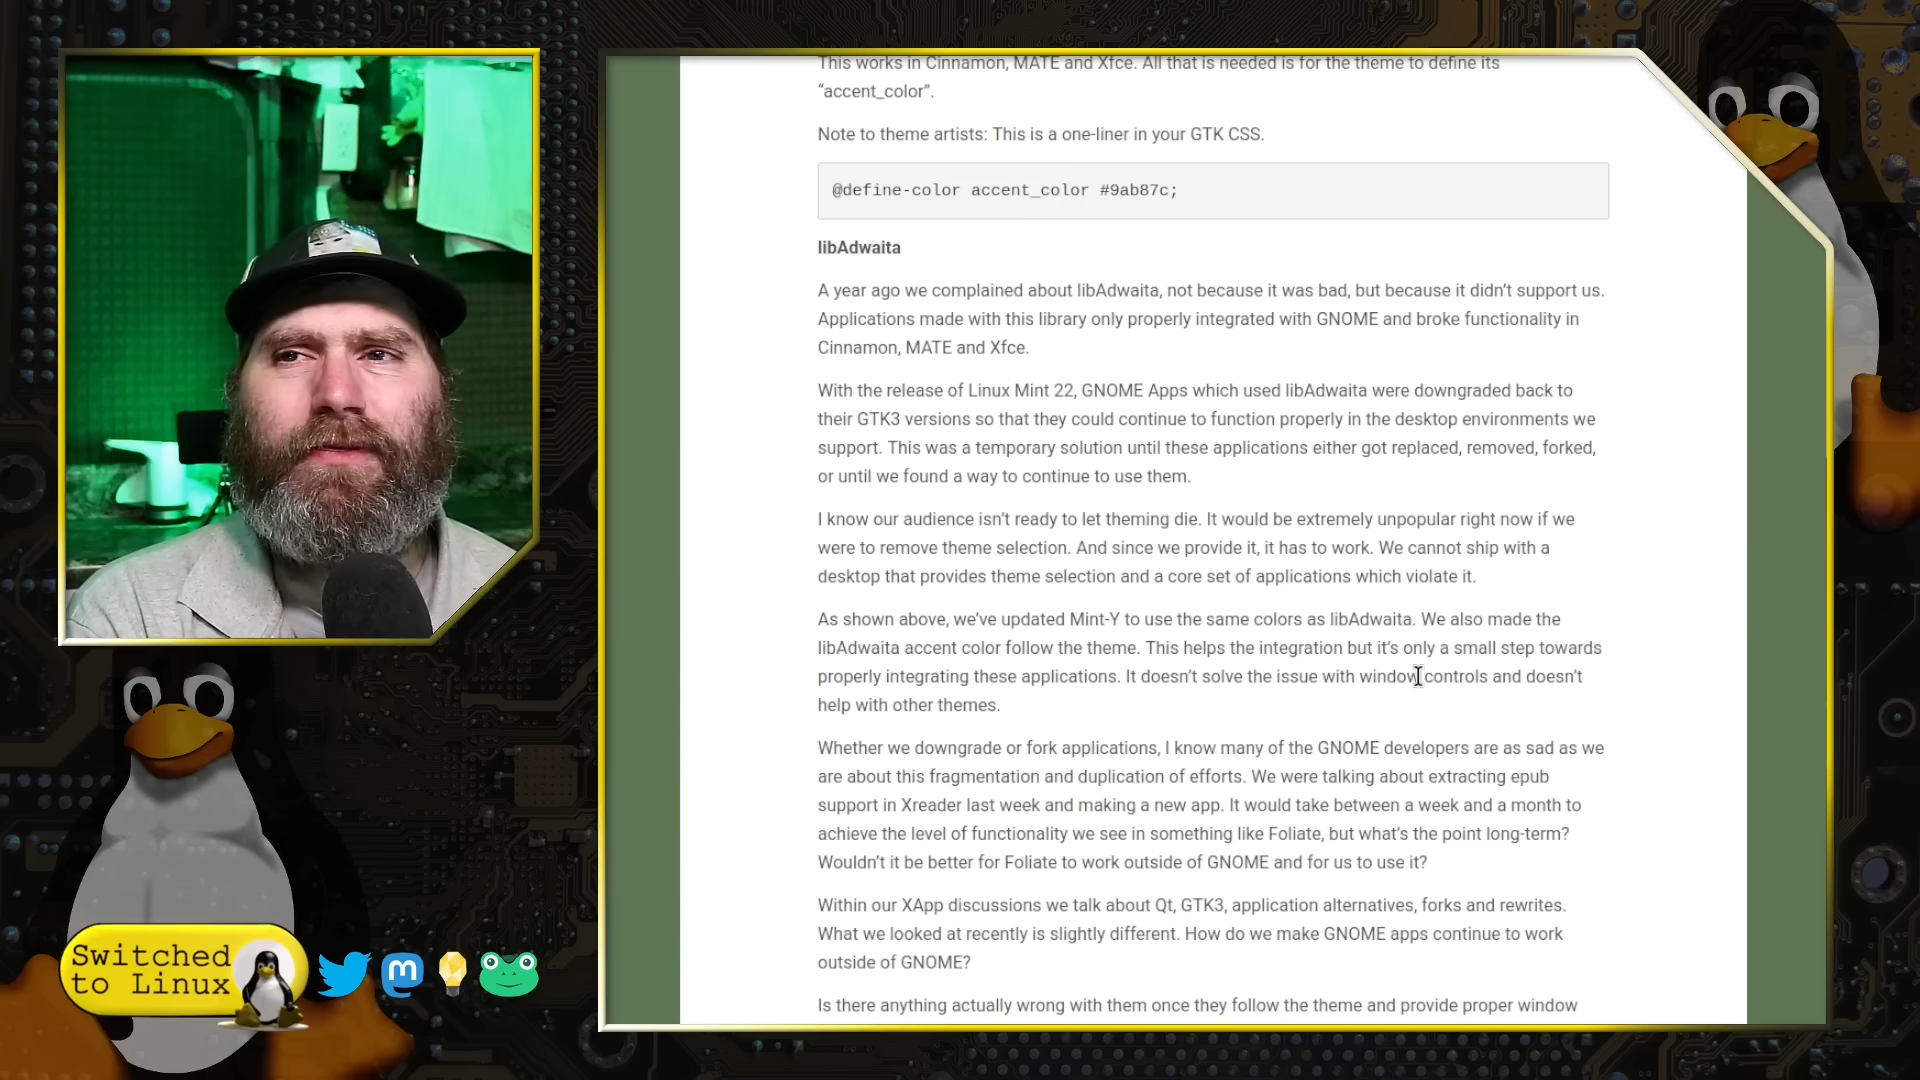 This works in Cinnamon, MATE and Xfce. All that is needed is for the theme to define its
“accent_color”.
Note to theme artists: This is a one-liner in your GTK CSS.
@define-color accent_color #9ab87c;
libAdwaita
A year ago we complained about libAdwaita, not because it was bad, but because it didn’t support us.
Applications made with this library only properly integrated with GNOME and broke functionality in
Cinnamon, MATE and Xfce.
With the release of Linux Mint 22, GNOME Apps which used libAdwaita were downgraded back to
their GTK3 versions so that they could continue to function properly in the desktop environments we
support. This was a temporary solution until these applications either got replaced, removed, forked,
or until we found a way to continue to use them.
I know our audience isn’t ready to let theming die. It would be extremely unpopular right now if we
were to remove theme selection. And since we provide it, it has to work. We cannot ship with a
desktop that provides theme selection and a core set of applications which violate it.
As shown above, we’ve updated Mint-Y to use the same colors as libAdwaita. We also made the
libAdwaita accent color follow the theme. This helps the integration but it’s only a small step towards
properly integrating these applications. It doesn’t solve the issue with window controls and doesn’t
help with other themes.
Whether we downgrade or fork applications, I know many of the GNOME developers are as sad as we
are about this fragmentation and duplication of efforts. We were talking about extracting epub
support in Xreader last week and making a new app. It would take between a week and a month to
achieve the level of functionality we see in something like Foliate, but what’s the point long-term?
Wouldn’t it be better for Foliate to work outside of GNOME and for us to use it?
Within our XApp discussions we talk about Qt, GTK3, application alternatives, forks and rewrites.
What we looked at recently is slightly different. How do we make GNOME apps continue to work
outside of GNOME?
Is there anything actually wrong with them once they follow the theme and provide proper window
Switched
to Linux
m